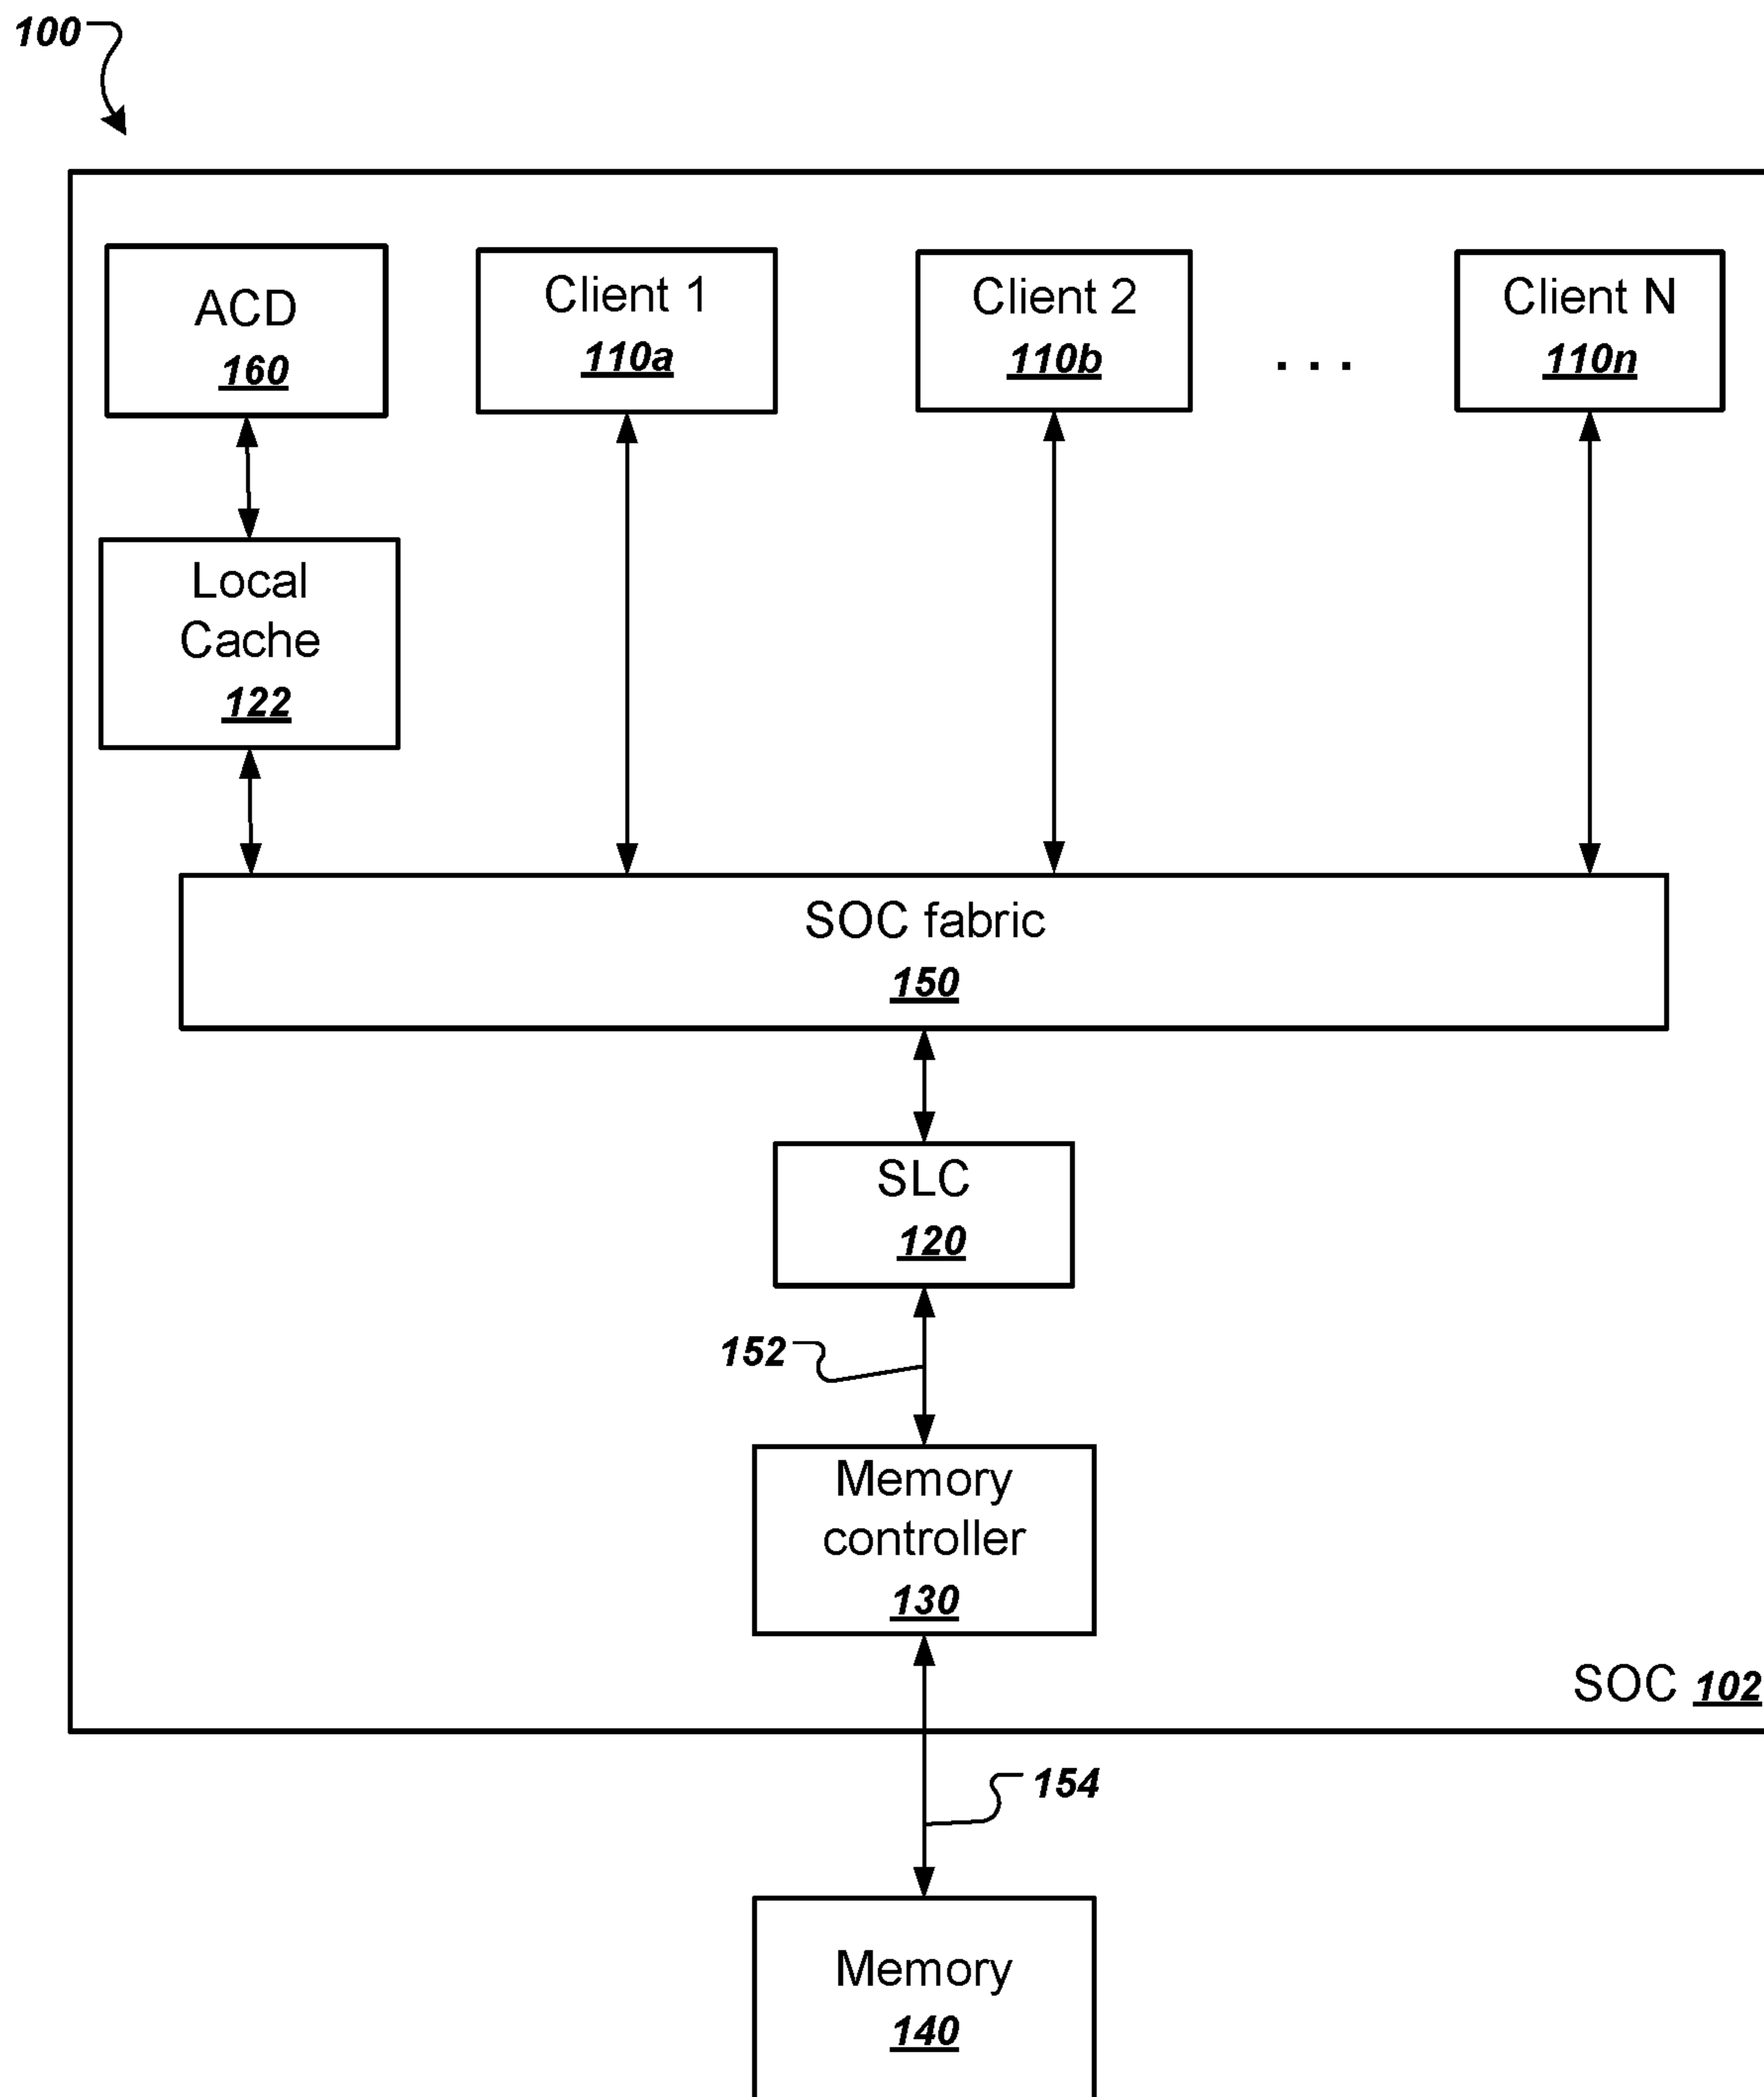 100
ACD
160
Client 1
110a
Client 2
110b
. . .
Client N
110n
Local
Cache
122
SOC fabric
150
SLC
120
152
Memory
controller
130
SOC 102
154
Memory
140